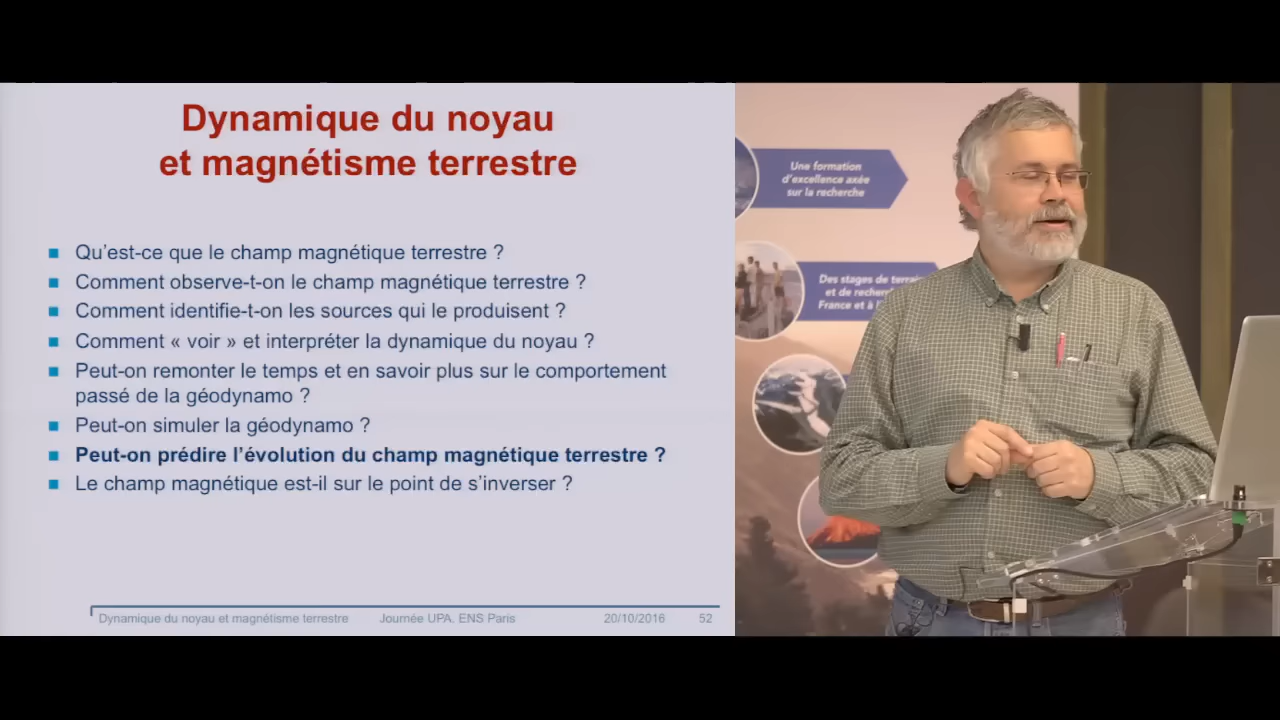 Dynamique du noyau
et magnétisme terrestre
Qu’est-ce que le champ magnétique terrestre ?
Comment observe-t-on le champ magnétique terrestre ?
Comment identifie-t-on les sources qui le produisent ?
Comment « voir » et interpréter la dynamique du noyau ?
Peut-on remonter le temps et en savoir plus sur le comportement
passé de la géodynamo ?
Peut-on simuler la géodynamo ?
Peut-on prédire l’évolution du champ magnétique terrestre ?
Le champ magnétique est-il sur le point de s’inverser ?
Dynamique du noyau et magnétisme terrestre Journée UPA. ENS Paris 20/10/2016 52
Une formation
d'excellence axée
sur la recherche
Des stages de
et de
France et à